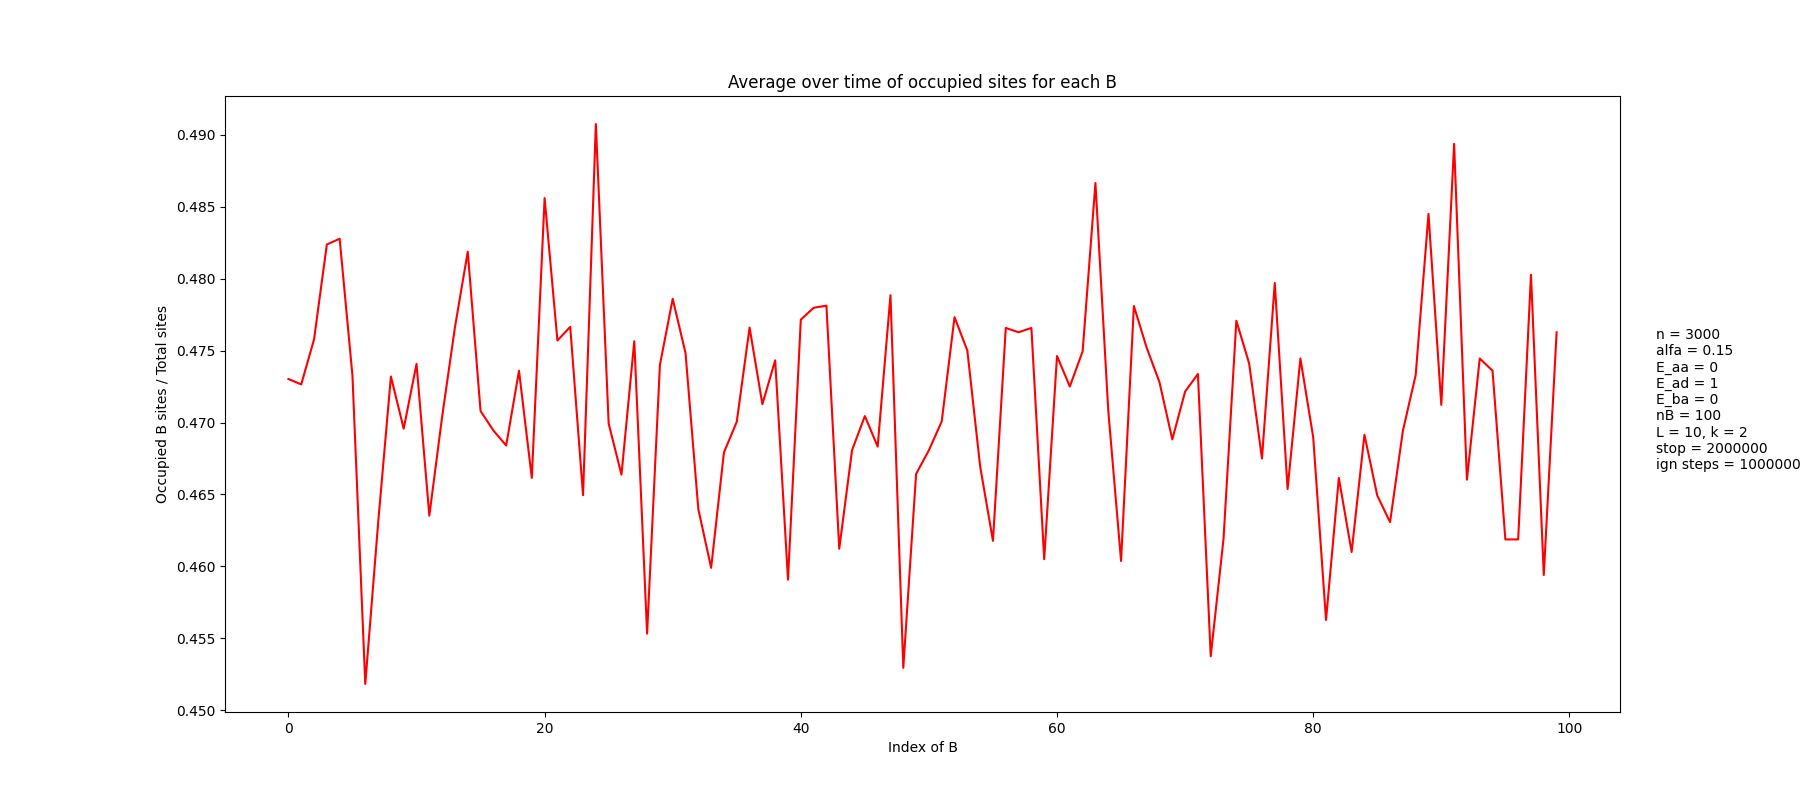 Average over time of occupied sites for each B
0.490
0.485
0.480
0.475
0.470
0.465
0.460
0.455
0.450
Occupied B sites / Total sites
0
20
40
60
80
100
Index of B
n = 3000
alfa = 0.15
E_aa = 0
E_ad = 1
E_ba = 0
nB = 100
L = 10, k = 2
stop = 2000000
ign steps = 1000000